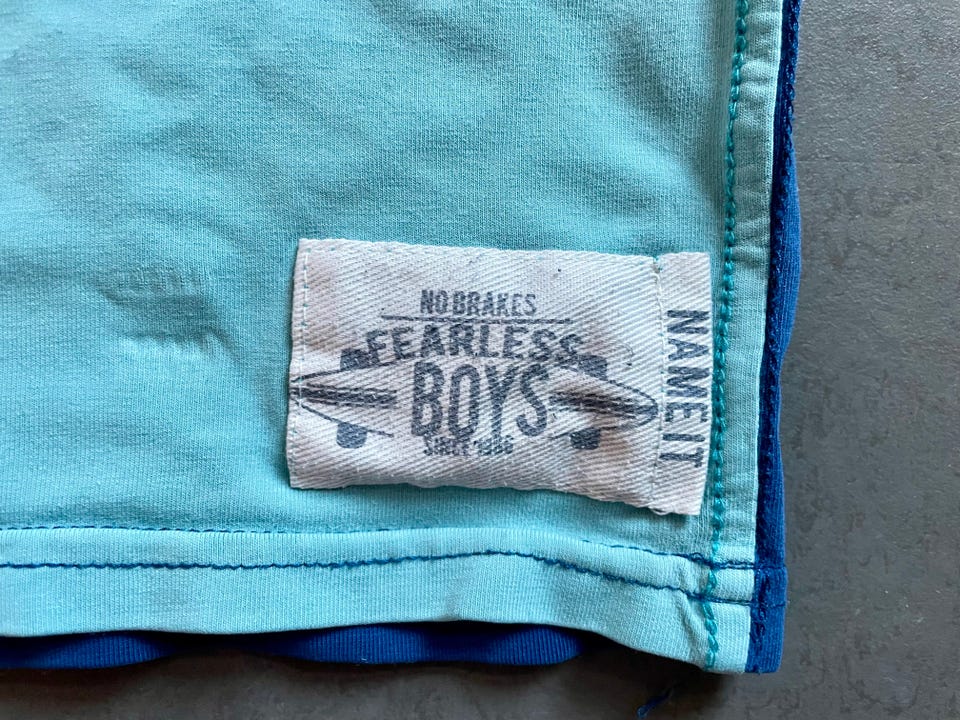 NO BRAKES
FEARLESS
BOYS
SINCE 1986
NAME IT